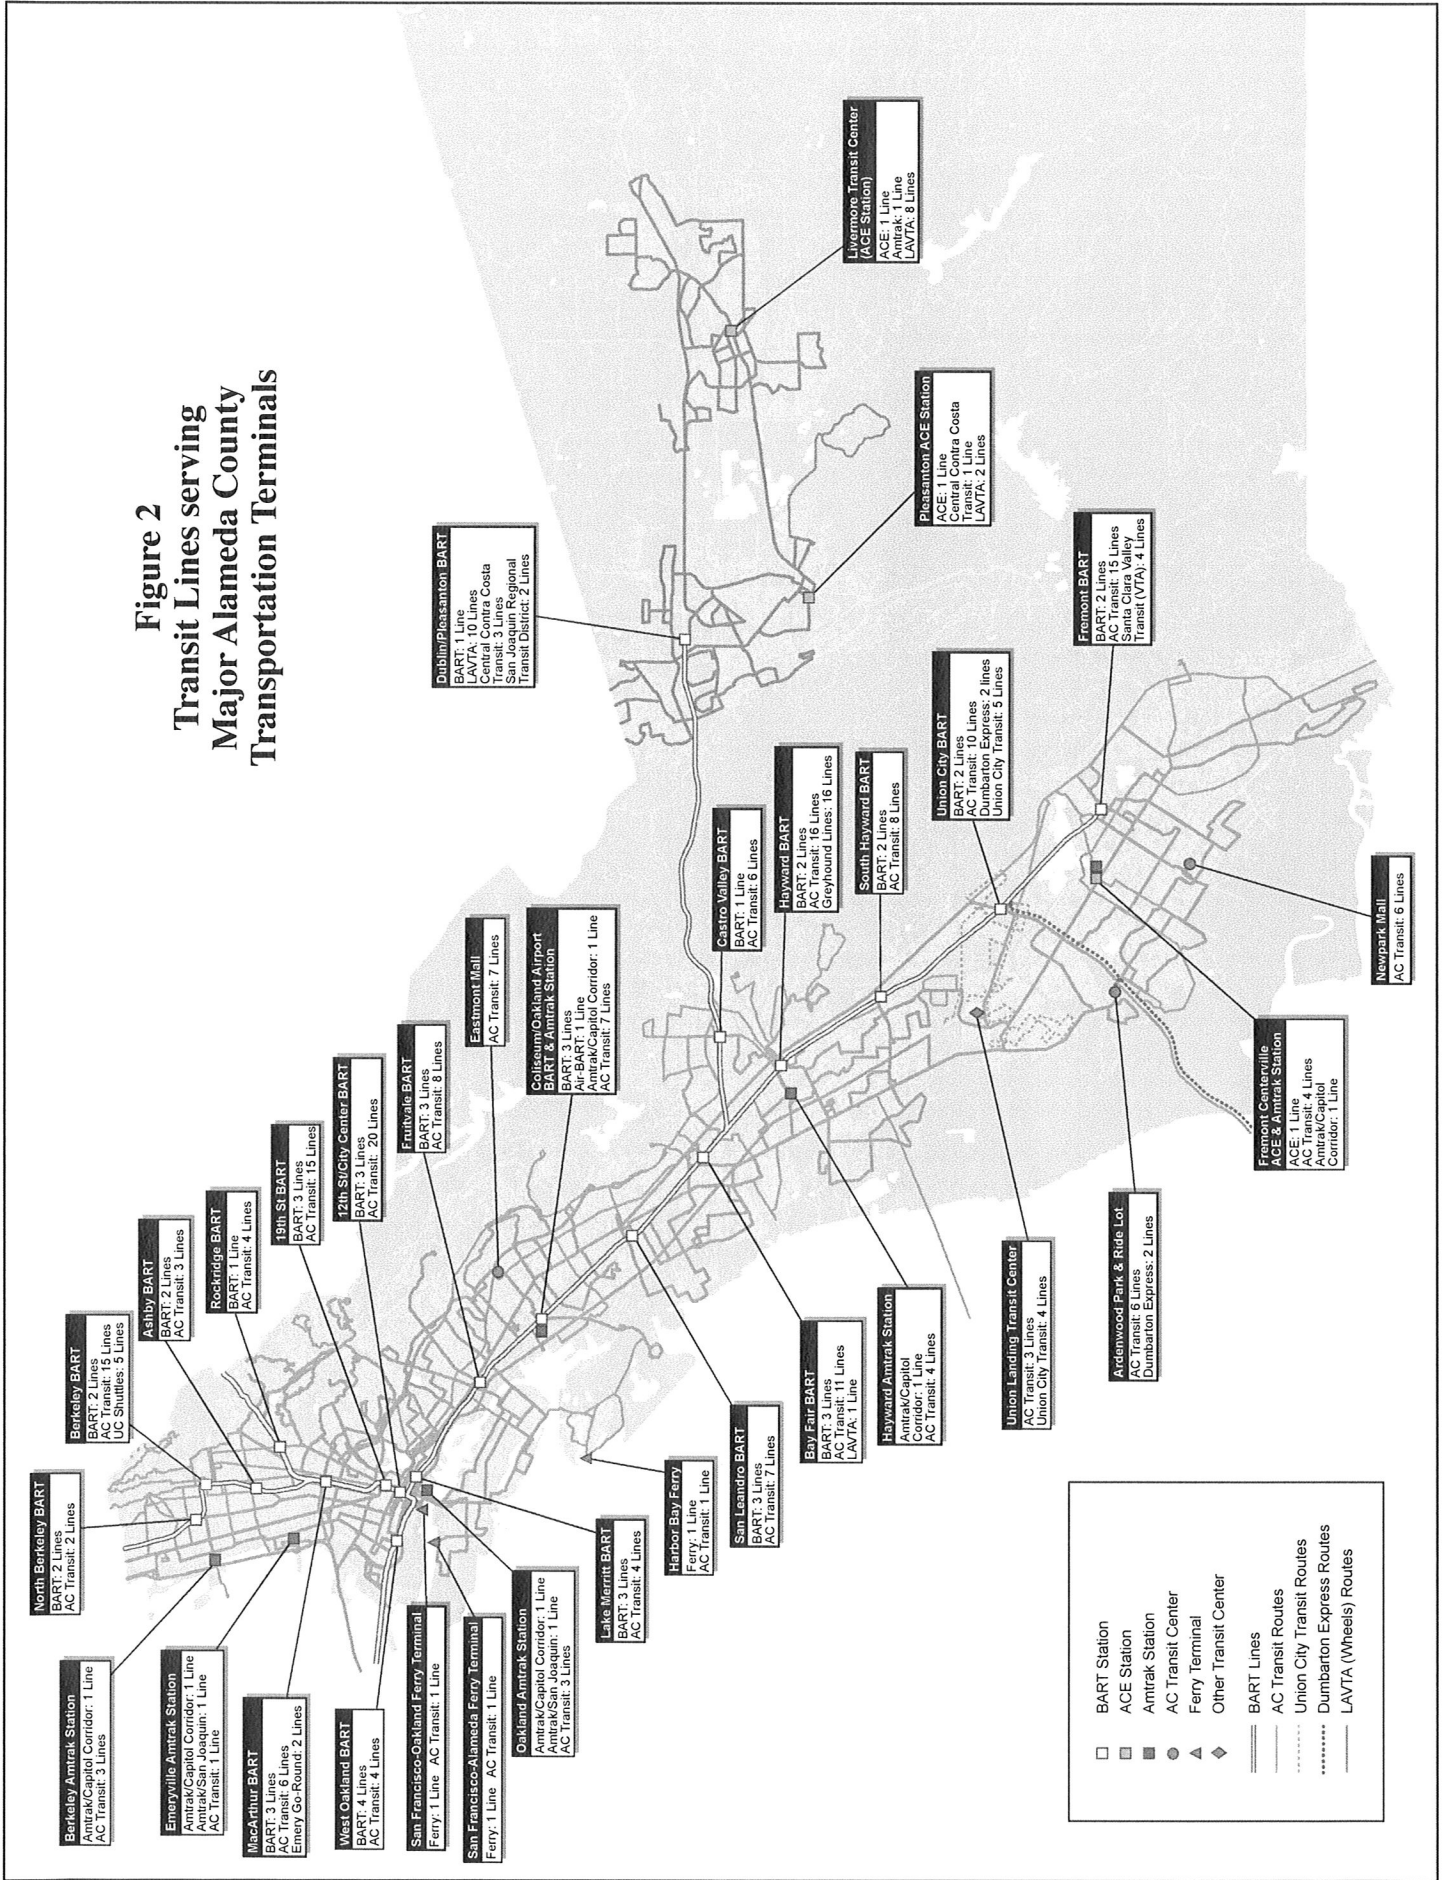 Figure 2
Transit Lines serving
Major Alameda County
Transportation Terminals
North Berkeley BART
BART: 2 Lines
AC Transit: 2 Lines
Berkeley BART
BART: 2 Lines
AC Transit: 15 Lines
UC Shuttles: 5 Lines
Ashby BART
BART: 2 Lines
AC Transit: 3 Lines
Rockridge BART
BART: 1 Line
AC Transit: 4 Lines
19th St BART
BART: 3 Lines
AC Transit: 15 Lines
12th St/City Center BART
BART: 3 Lines
AC Transit: 20 Lines
Fruitvale BART
BART: 3 Lines
AC Transit: 8 Lines
Eastmont Mall
AC Transit: 7 Lines
Coliseum/Oakland Airport
BART & Amtrak Station
BART: 3 Lines
Air-BART: 1 Line
Amtrak/Capitol Corridor: 1 Line
AC Transit: 7 Lines
Dublin/Pleasanton BART
BART: 1 Line
LAVTA: 10 Lines
Central Contra Costa
Transit: 3 Lines
San Joaquin Regional
Transit District: 2 Lines
Livermore Transit Center
(ACE Station)
ACE: 1 Line
Amtrak: 1 Line
LAVTA: 8 Lines
Pleasanton ACE Station
ACE: 1 Line
Central Contra Costa
Transit: 1 Line
LAVTA: 2 Lines
Castro Valley BART
BART: 1 Line
AC Transit: 6 Lines
Hayward BART
BART: 2 Lines
AC Transit: 16 Lines
Greyhound Lines: 16 Lines
South Hayward BART
BART: 2 Lines
AC Transit: 8 Lines
Union City BART
BART: 2 Lines
AC Transit: 10 Lines
Dumbarton Express: 2 lines
Union City Transit: 5 Lines
Fremont BART
BART: 2 Lines
AC Transit: 15 Lines
Santa Clara Valley
Transit (VTA): 4 Lines
Newpark Mall
AC Transit: 6 Lines
Fremont Centerville
ACE & Amtrak Station
ACE: 1 Line
AC Transit: 4 Lines
Amtrak/Capitol
Corridor: 1 Line
Ardenwood Park & Ride Lot
AC Transit: 6 Lines
Dumbarton Express: 2 Lines
Union Landing Transit Center
AC Transit: 3 Lines
Union City Transit: 4 Lines
Hayward Amtrak Station
Amtrak/Capitol
Corridor: 1 Line
AC Transit: 4 Lines
Bay Fair BART
BART: 3 Lines
AC Transit: 11 Lines
LAVTA: 1 Line
San Leandro BART
BART: 3 Lines
AC Transit: 7 Lines
Harbor Bay Ferry
Ferry: 1 Line
AC Transit: 1 Line
Lake Merritt BART
BART: 3 Lines
AC Transit: 4 Lines
Oakland Amtrak Station
Amtrak/Capitol Corridor: 1 Line
Amtrak/San Joaquin: 1 Line
AC Transit: 3 Lines
San Francisco-Alameda Ferry Terminal
Ferry: 1 Line AC Transit: 1 Line
San Francisco-Oakland Ferry Terminal
Ferry: 1 Line AC Transit: 1 Line
West Oakland BART
BART: 4 Lines
AC Transit: 4 Lines
MacArthur BART
BART: 3 Lines
AC Transit: 6 Lines
Emery Go-Round: 2 Lines
Emeryville Amtrak Station
Amtrak/Capitol Corridor: 1 Line
Amtrak/San Joaquin: 1 Line
AC Transit: 1 Line
Berkeley Amtrak Station
Amtrak/Capitol Corridor: 1 Line
AC Transit: 3 Lines
BART Station
ACE Station
Amtrak Station
AC Transit Center
Ferry Terminal
Other Transit Center
BART Lines
AC Transit Routes
Union City Transit Routes
Dumbarton Express Routes
LAVTA (Wheels) Routes